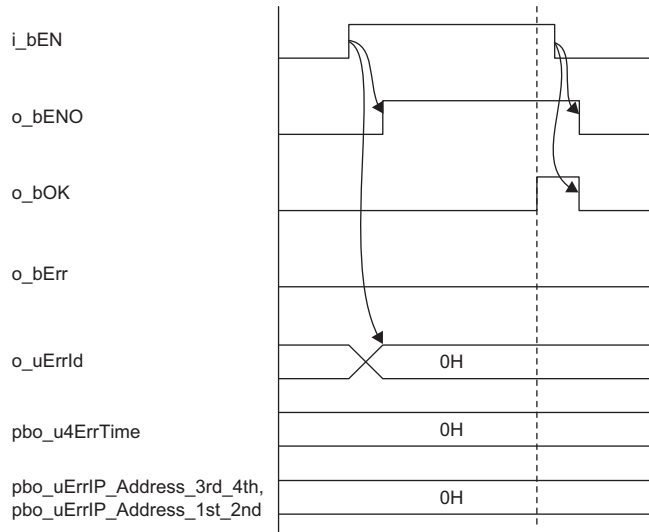 i_bEN
o_bENO
o_bOK
o_bErr
o_uErrId
0H
pbo_u4ErrTime
0H
pbo_uErrIP_Address_3rd_4th,
pbo_uErrIP_Address_1st_2nd
0H